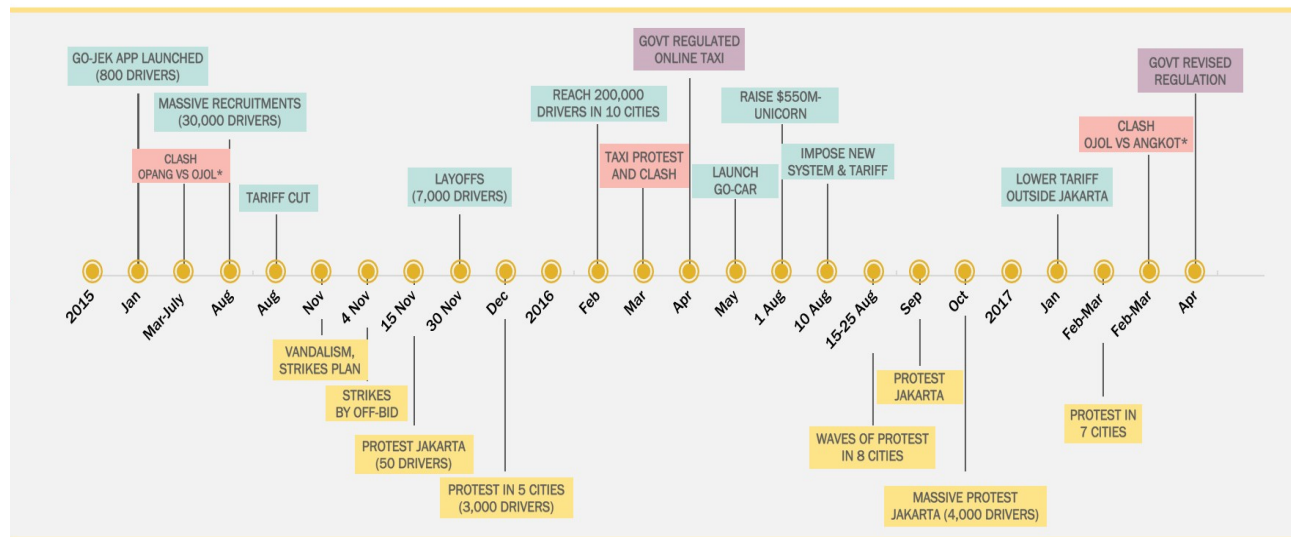 GO-JEK APP LAUNCHED
(800 DRIVERS)
MASSIVE RECRUITMENTS
(30,000 DRIVERS)
CLASH
OPANG VS OJOL*
TARIFF CUT
LAYOFFS
(7,000 DRIVERS)
REACH 200,000
DRIVERS IN 10 CITIES
TAXI PROTEST
AND CLASH
GOVT REGULATED
ONLINE TAXI
LAUNCH
GO-CAR
RAISE $550M-
UNICORN
IMPOSE NEW
SYSTEM & TARIFF
LOWER TARIFF
OUTSIDE JAKARTA
CLASH
OJOL VS ANGKOT*
GOVT REVISED
REGULATION
2015
Jan
Mar-July
Aug
Aug
Nov
4 Nov
15 Nov
30 Nov
Dec
2016
Feb
Mar
Apr
May
1 Aug
10 Aug
15-25 Aug
Sep
Oct
2017
Jan
Feb-Mar
Feb-Mar
Apr
VANDALISM,
STRIKES PLAN
STRIKES
BY OFF-BID
PROTEST JAKARTA
(50 DRIVERS)
PROTEST IN 5 CITIES
(3,000 DRIVERS)
WAVES OF PROTEST
IN 8 CITIES
PROTEST
JAKARTA
MASSIVE PROTEST
JAKARTA (4,000 DRIVERS)
PROTEST IN
7 CITIES